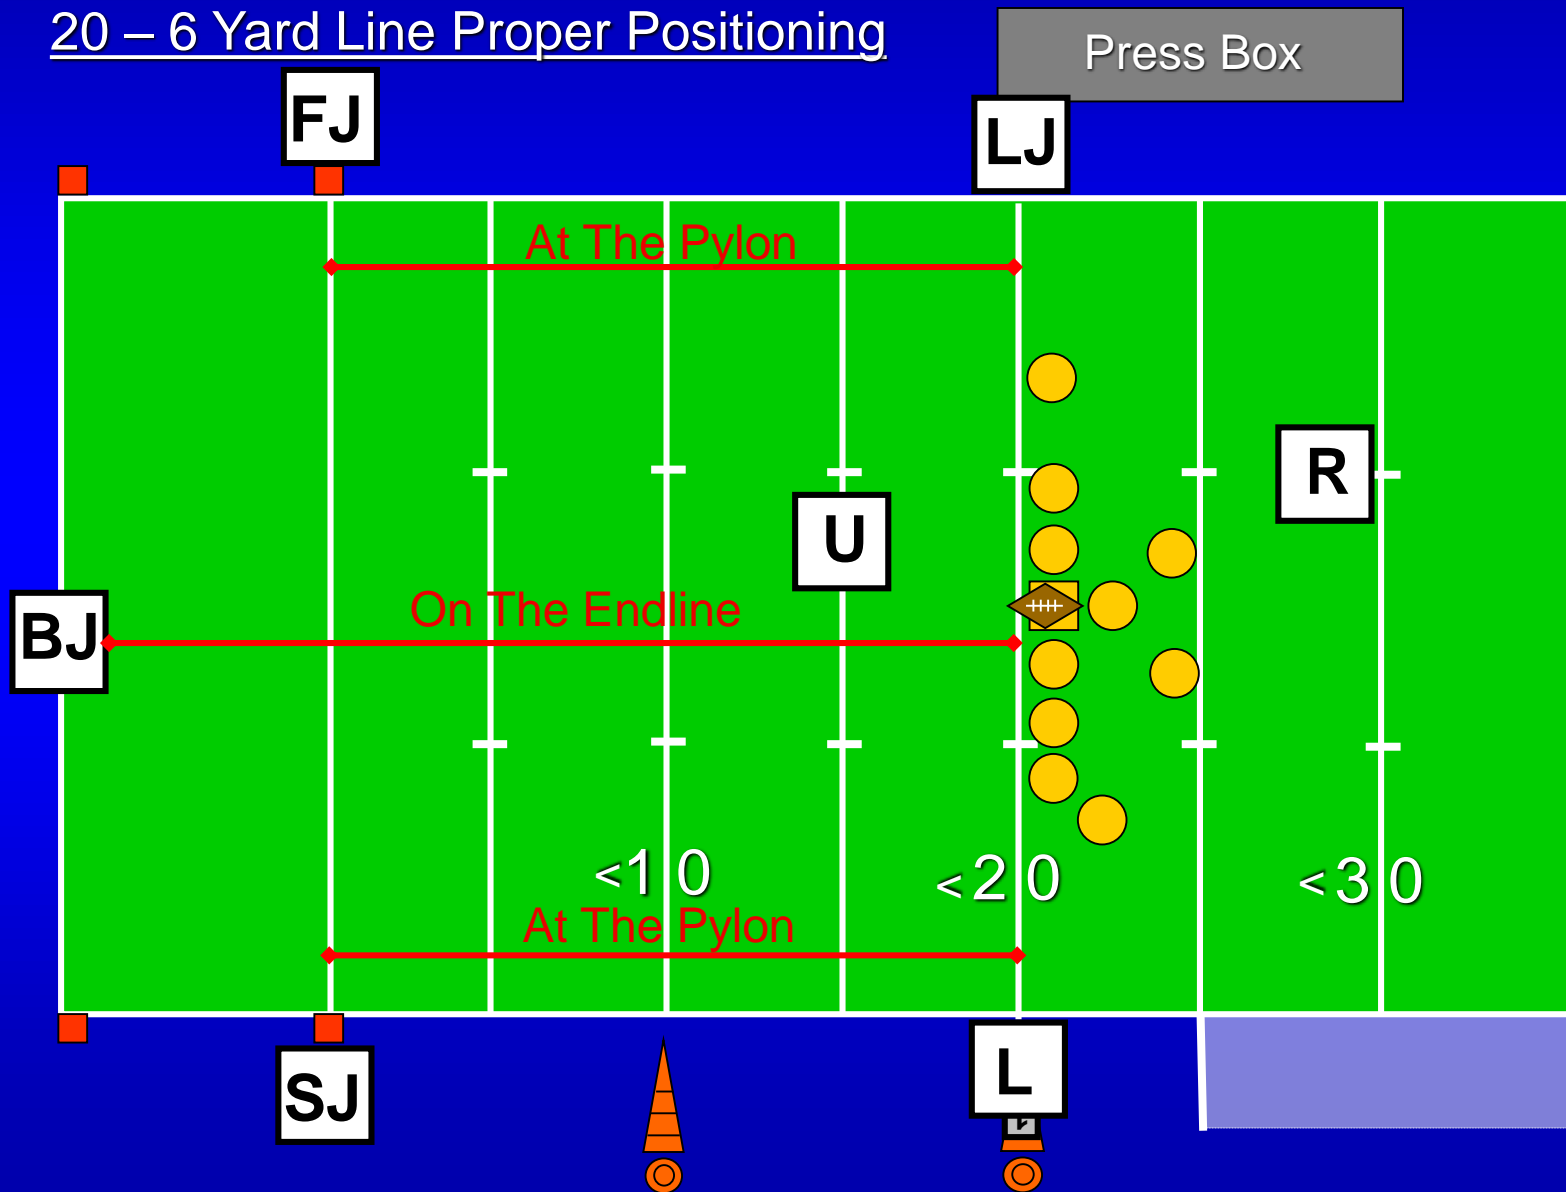 20 – 6 Yard Line Proper Positioning
Press Box
FJ
LJ
At The Pylon
R
U
On The Endline
BJ
<1 0
<2 0
<3 0
At The Pylon
SJ
L